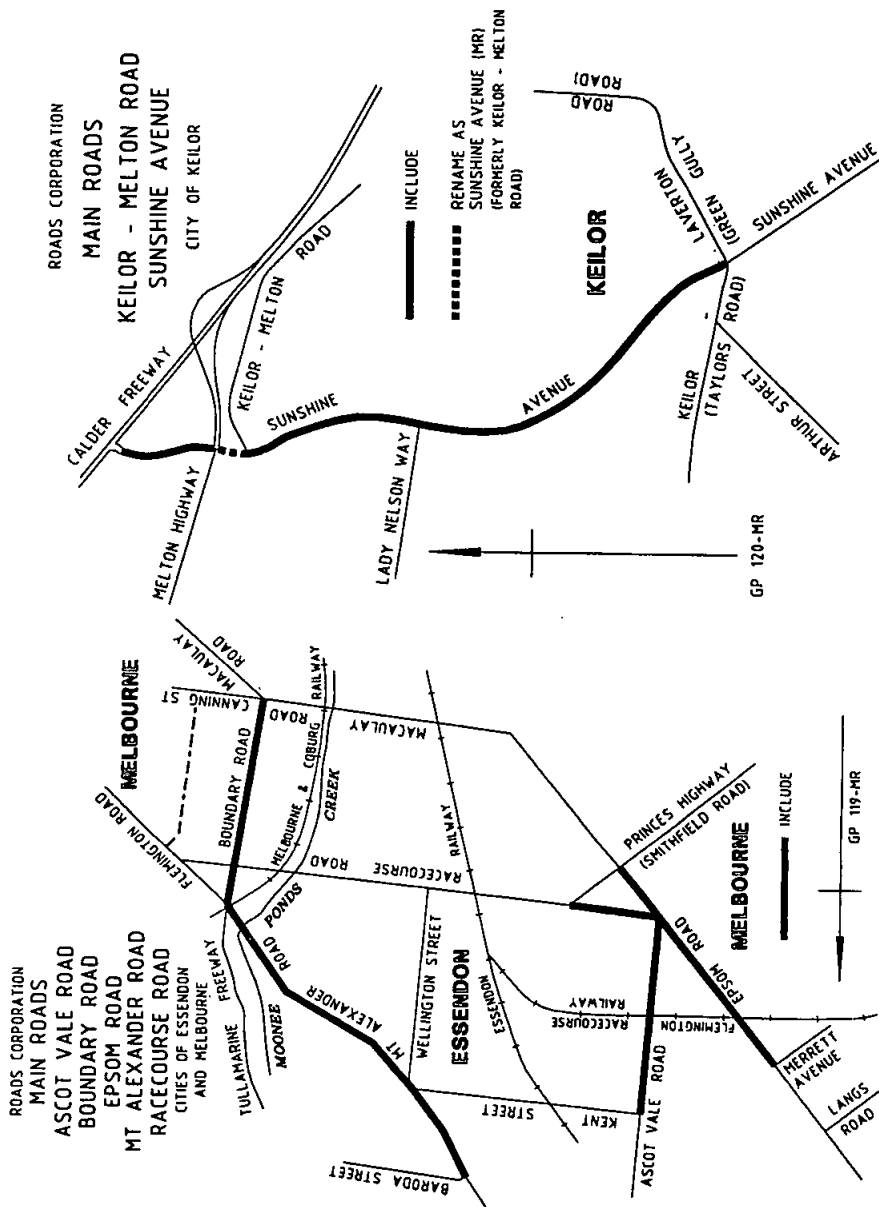 ROADS CORPORATION
MAIN ROADS
ASCOT VALE ROAD
BOUNDARY ROAD
EPSOM ROAD
MT ALEXANDER ROAD
RACECOURSE ROAD
CITIES OF ESSENDON
AND MELBOURNE
MELBOURNE
FLEMINGTON ROAD
CANNING ST
MACAULAY
ROAD
BOUNDARY ROAD
ROAD
MELBOURNE & COBURG RAILWAY
TULLAMARINE FREEWAY
MOONEE PONDS CREEK
MT ALEXANDER ROAD
RACECOURSE ROAD
MACAULAY
BARODA STREET
WELLINGTON STREET
ESSENDON
ESSENDON RAILWAY
KENT STREET
RACECOURSE
RAILWAY
FLEMINGTON
ASCOT VALE ROAD
PRINCES HIGHWAY
(SMITHFIELD ROAD)
EPSOM ROAD
MELBOURNE
MERRETT
AVENUE
LANGS
ROAD
INCLUDE
GP 119-MR
ROADS CORPORATION
MAIN ROADS
KEILOR - MELTON ROAD
SUNSHINE AVENUE
CITY OF KEILOR
CALDER FREEWAY
MELTON HIGHWAY
KEILOR - MELTON ROAD
SUNSHINE AVENUE
LADY NELSON WAY
INCLUDE
RENAME AS
SUNSHINE AVENUE (MR)
(FORMERLY KEILOR - MELTON
ROAD)
KEILOR
LAVERTON ROAD
(GREEN GULLY ROAD)
KEILOR
(TAYLORS ROAD)
ARTHUR STREET
SUNSHINE AVENUE
GP 120-MR